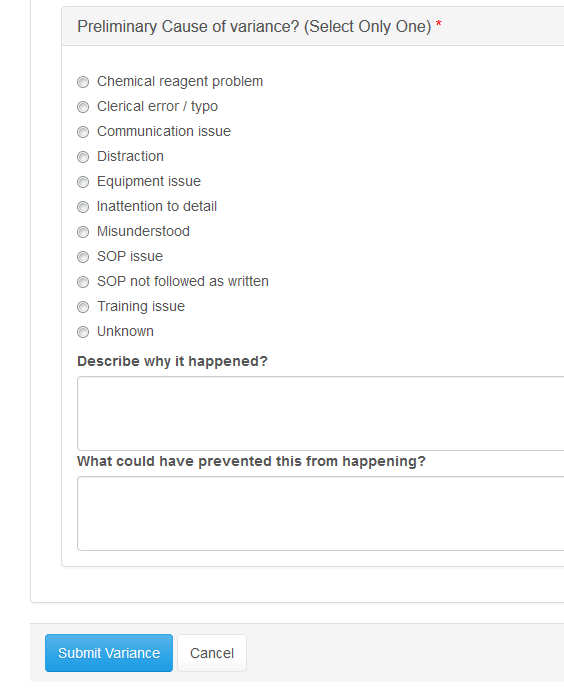 Preliminary Cause of variance? (Select Only One) *
Chemical reagent problem
Clerical error / typo
Communication issue
Distraction
Equipment issue
Inattention to detail
Misunderstood
SOP issue
SOP not followed as written
Training issue
Unknown
Describe why it happened?
What could have prevented this from happening?
Submit Variance Cancel